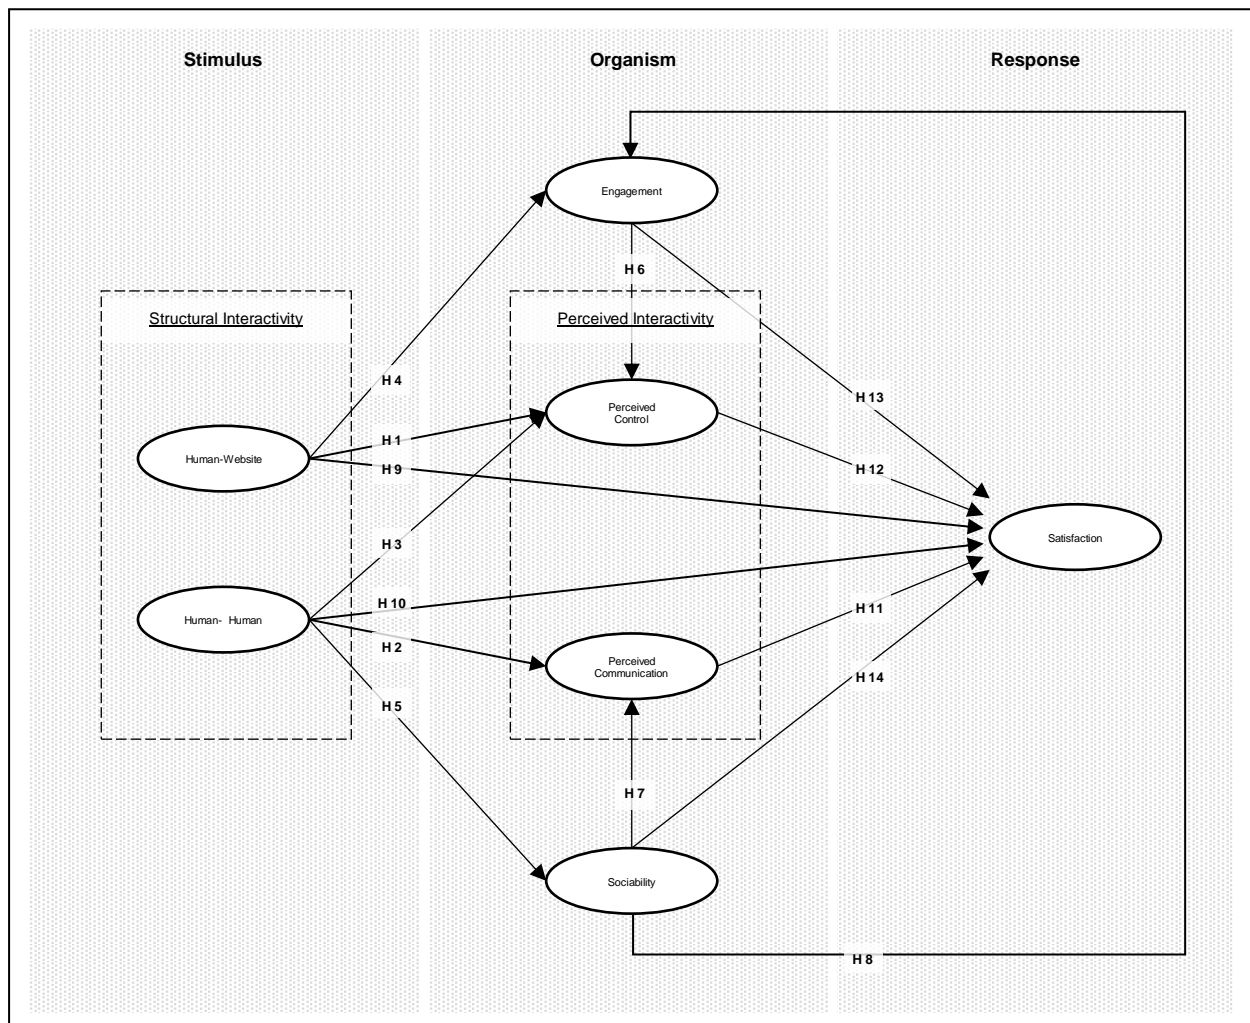 Stimulus
Organism
Response
Engagement
H 6
Structural Interactivity
Perceived Interactivity
H 4
H 13
Perceived
Control
H 1
Human-Website
H 9
H 12
H 3
Satisfaction
H 10
H 11
Human- Human
H 2
Perceived
Communication
H 14
H 5
H 7
Sociability
H 8